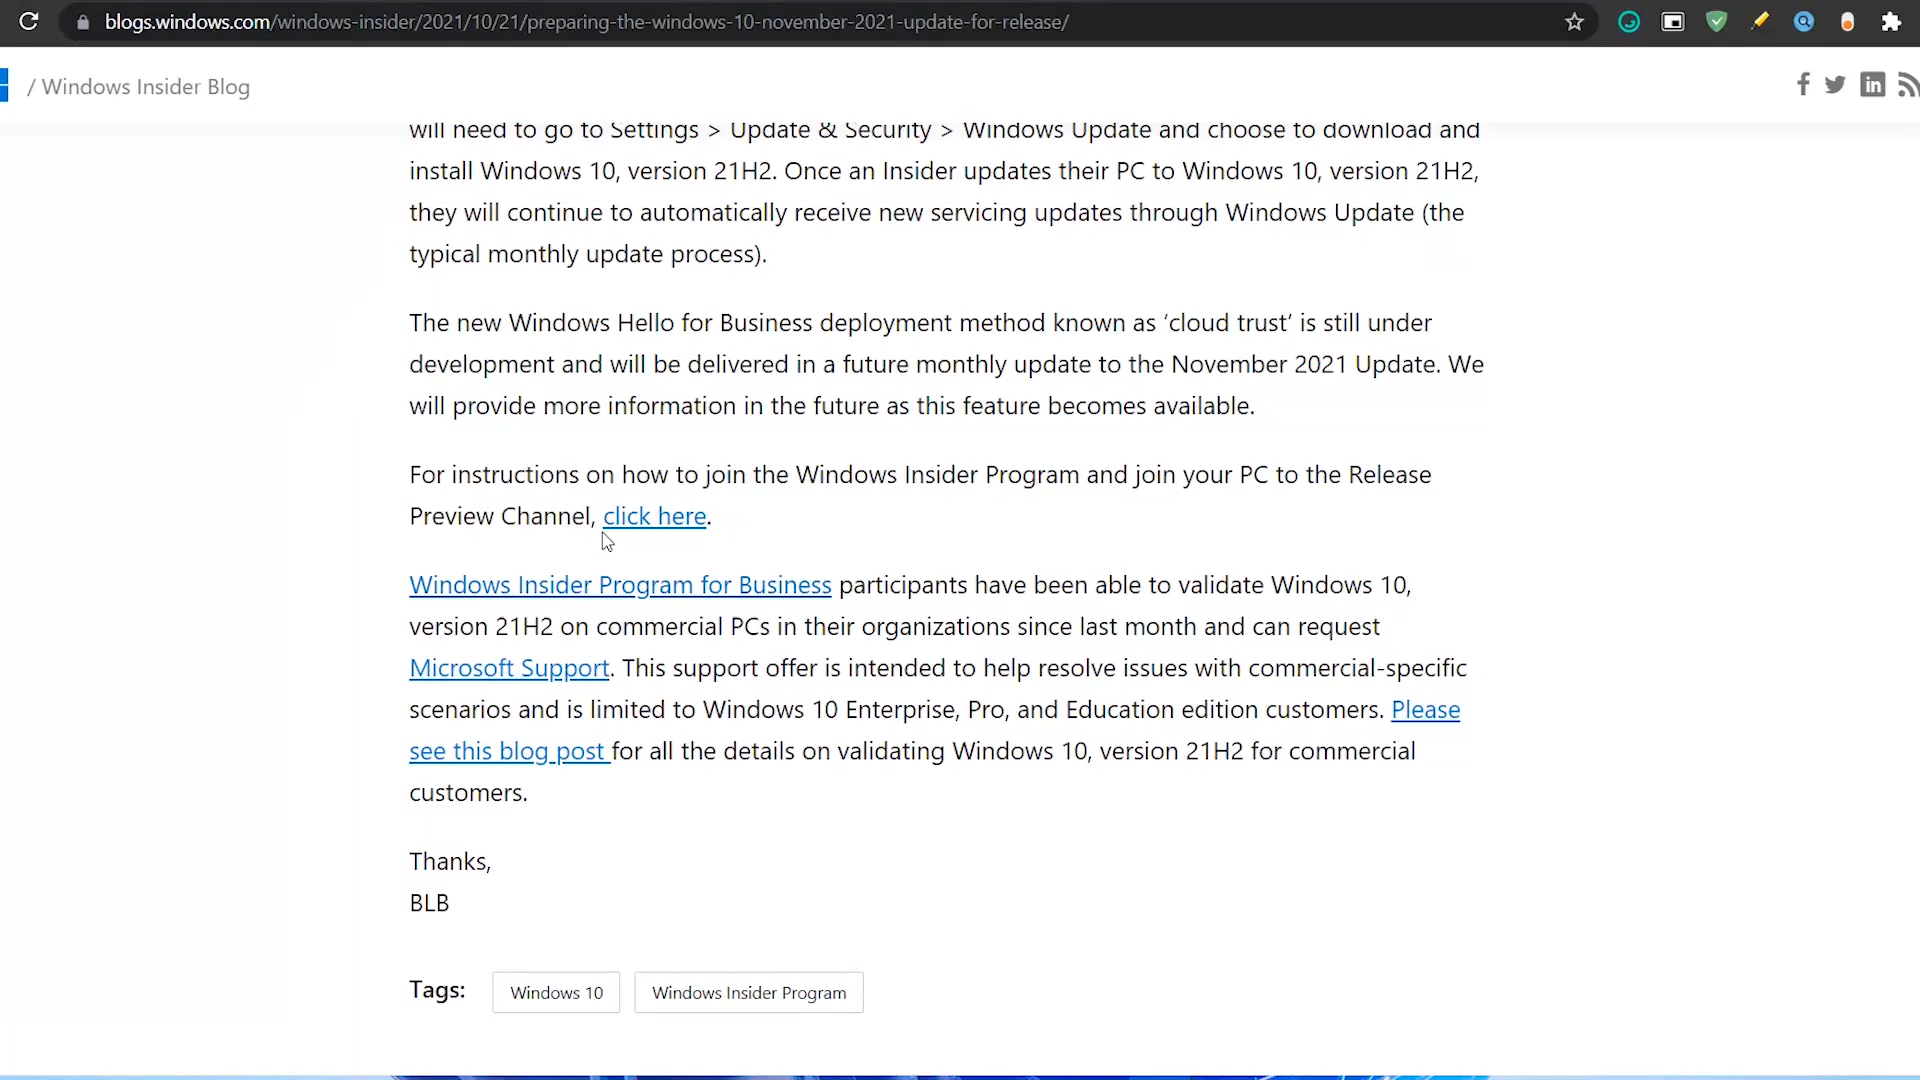 blogs.windows.com/windows-insider/2021/10/21/preparing-the-windows-10-november-2021-update-for-release/
/ Windows Insider Blog
will need to go to Settings > Update & Security > Windows Update and choose to download and
install Windows 10, version 21H2. Once an Insider updates their PC to Windows 10, version 21H2,
they will continue to automatically receive new servicing updates through Windows Update (the
typical monthly update process).
The new Windows Hello for Business deployment method known as ‘cloud trust’ is still under
development and will be delivered in a future monthly update to the November 2021 Update. We
will provide more information in the future as this feature becomes available.
For instructions on how to join the Windows Insider Program and join your PC to the Release
Preview Channel, click here.
Windows Insider Program for Business participants have been able to validate Windows 10,
version 21H2 on commercial PCs in their organizations since last month and can request
Microsoft Support. This support offer is intended to help resolve issues with commercial-specific
scenarios and is limited to Windows 10 Enterprise, Pro, and Education edition customers. Please
see this blog post for all the details on validating Windows 10, version 21H2 for commercial
customers.
Thanks,
BLB
Tags: Windows 10 Windows Insider Program